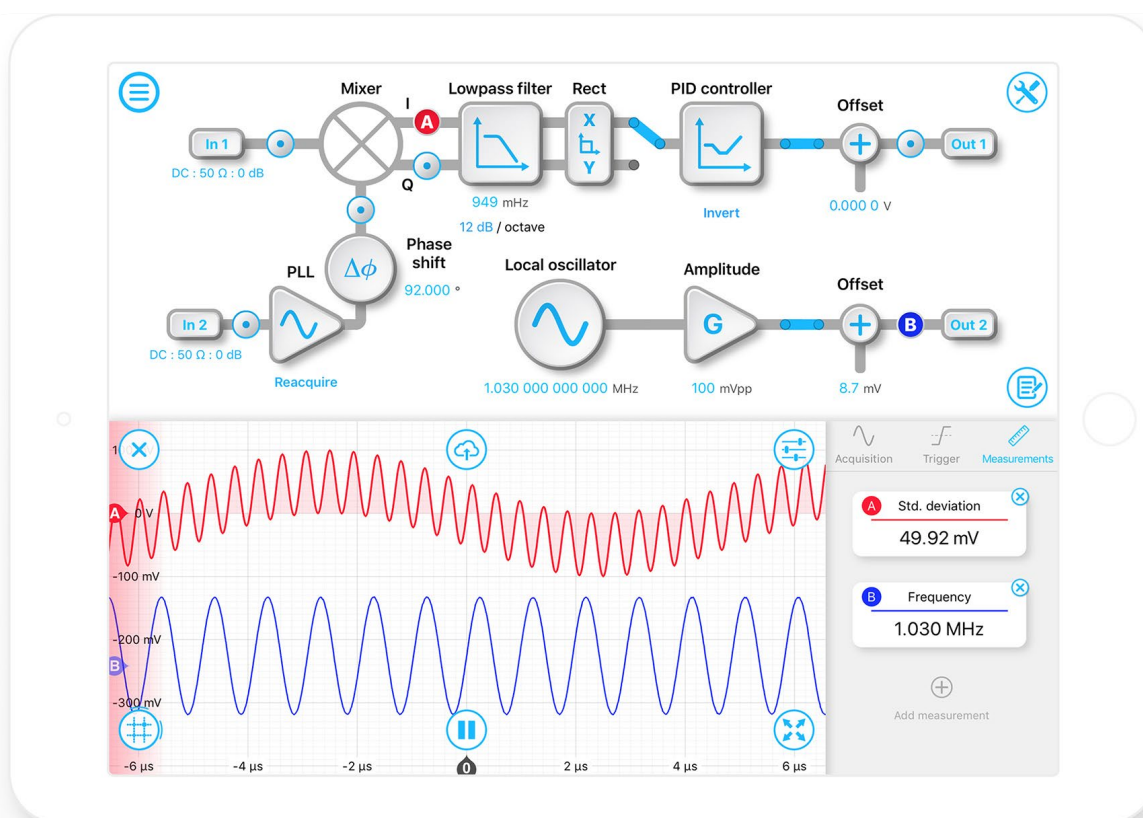 Mixer
I
A
Lowpass filter
Rect
PID controller
Offset
In 1
X
Y
Out 1
DC : 50 Ω : 0 dB
Q
949 mHz
12 dB / octave
Invert
0.000 0 V
PLL
Δϕ
Phase
shift
92.000 °
Local oscillator
Amplitude
Offset
In 2
G
B
Out 2
DC : 50 Ω : 0 dB
Reacquire
1.030 000 000 000 MHz
100 mVpp
8.7 mV
1
A
0 V
-100 mV
-200 mV
B
-300 mV
-6 µs
-4 µs
-2 µs
0
2 µs
4 µs
6 µs
Acquisition
Trigger
Measurements
A
Std. deviation
49.92 mV
B
Frequency
1.030 MHz
Add measurement